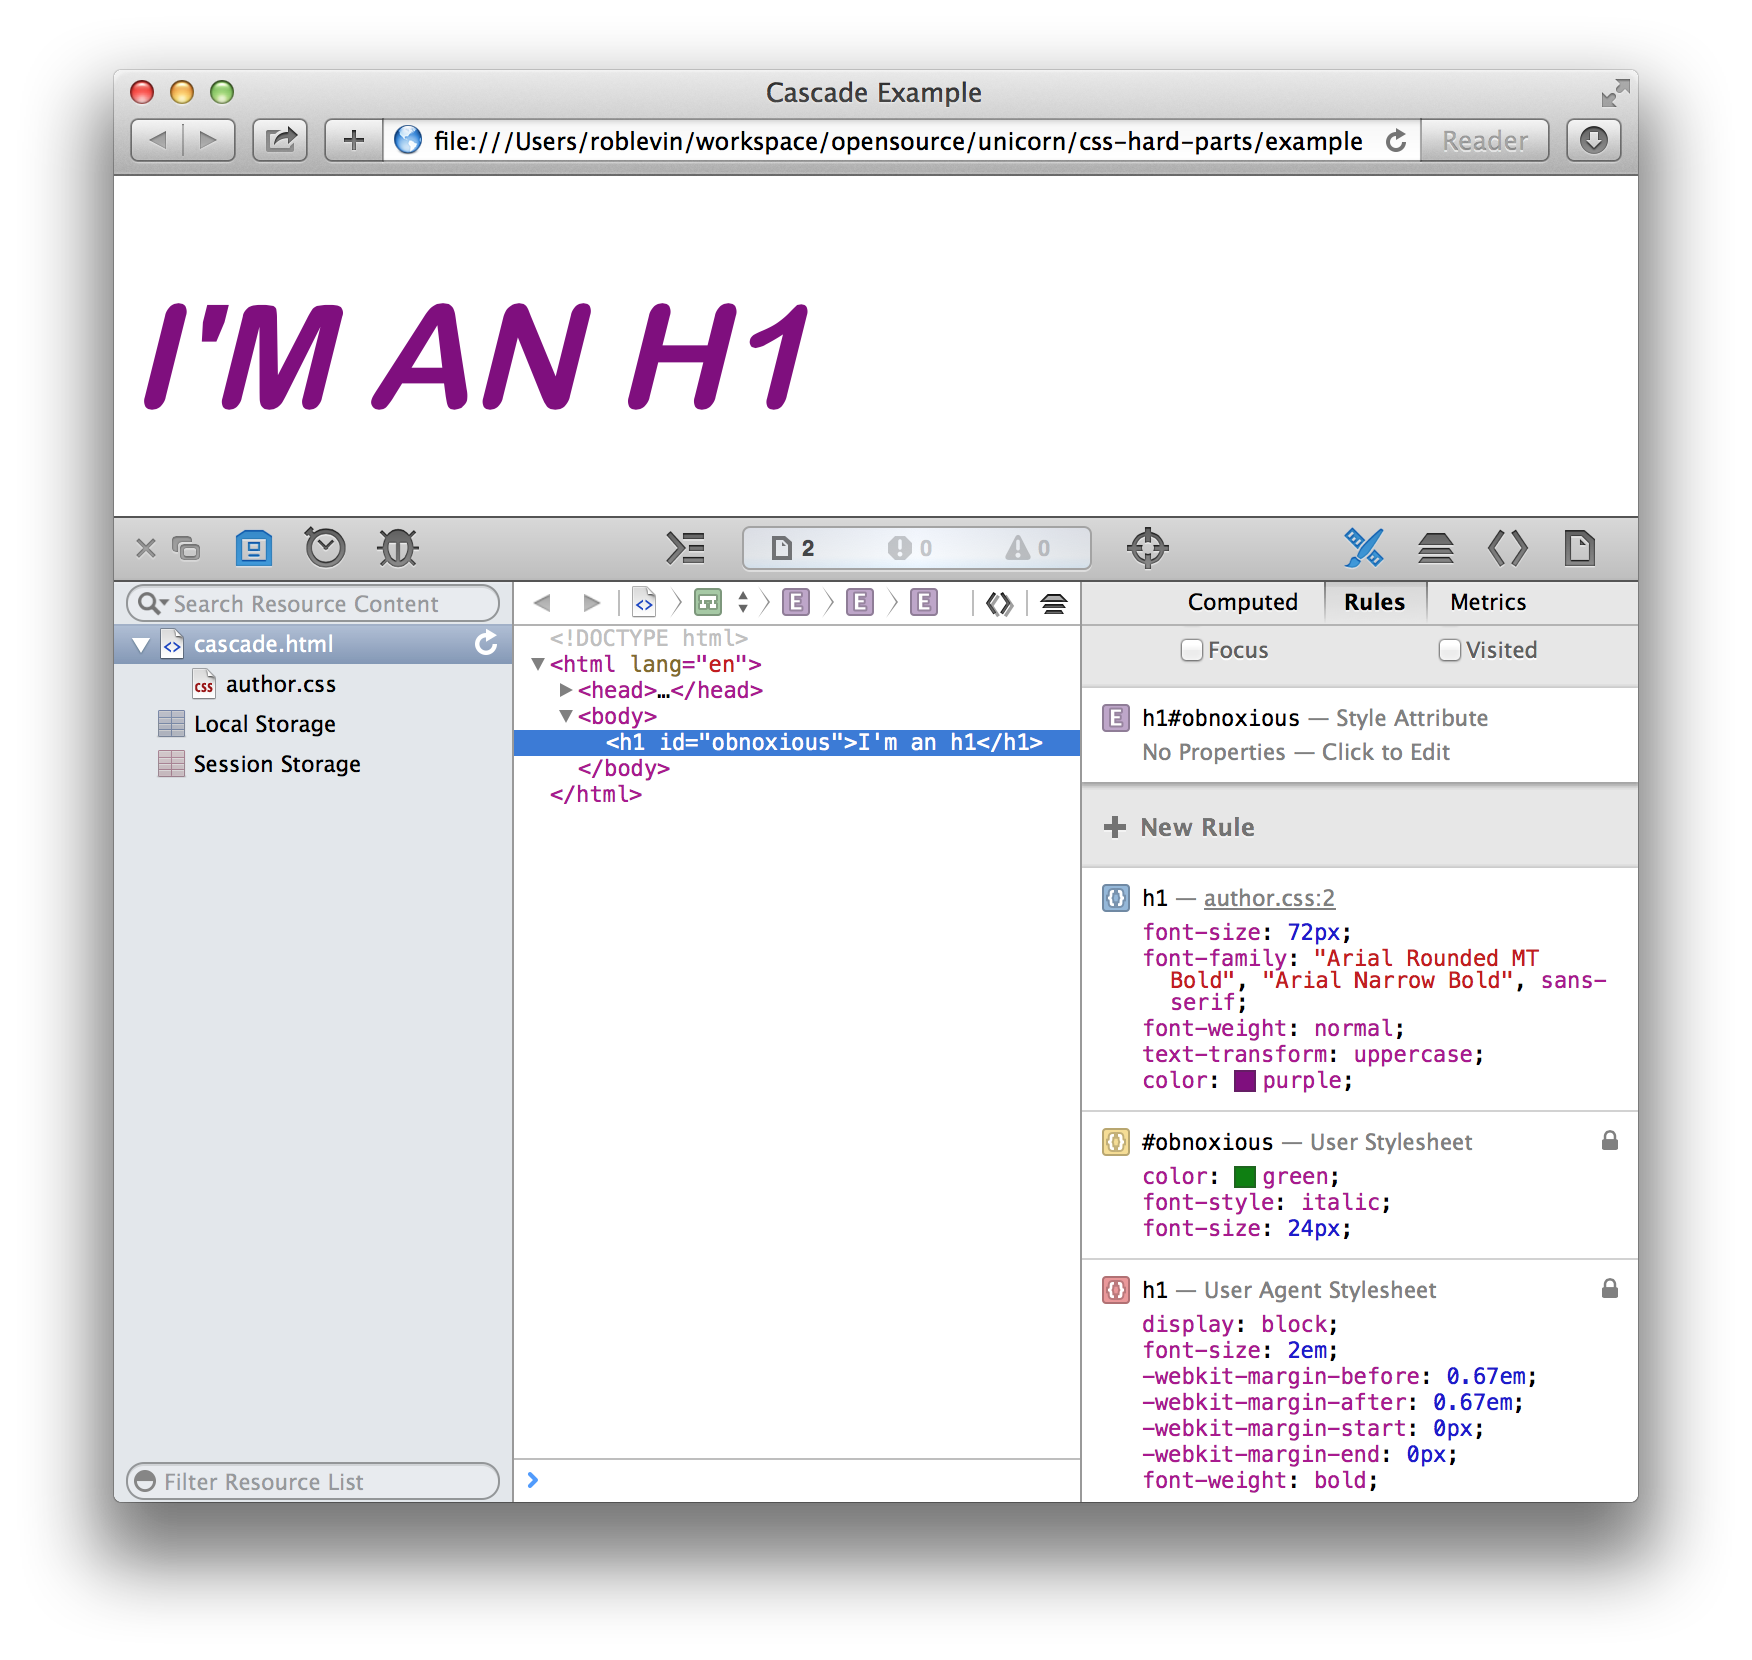 Cascade Example
file:///Users/roblevin/workspace/opensource/unicorn/css-hard-parts/example
Reader
I'M AN H1
2
0
0
Search Resource Content
cascade.html
author.css
Local Storage
Session Storage
Filter Resource List
E
E
E
<!DOCTYPE html>
<html lang="en">
<head>…</head>
<body>
<h1 id="obnoxious">I'm an h1</h1>
</body>
</html>
Computed
Rules
Metrics
Focus
Visited
E h1#obnoxious — Style Attribute
No Properties — Click to Edit
New Rule
h1 — author.css:2
font-size: 72px;
font-family: "Arial Rounded MT
Bold", "Arial Narrow Bold", sans-
serif;
font-weight: normal;
text-transform: uppercase;
color: purple;
#obnoxious — User Stylesheet
color: green;
font-style: italic;
font-size: 24px;
h1 — User Agent Stylesheet
display: block;
font-size: 2em;
-webkit-margin-before: 0.67em;
-webkit-margin-after: 0.67em;
-webkit-margin-start: 0px;
-webkit-margin-end: 0px;
font-weight: bold;